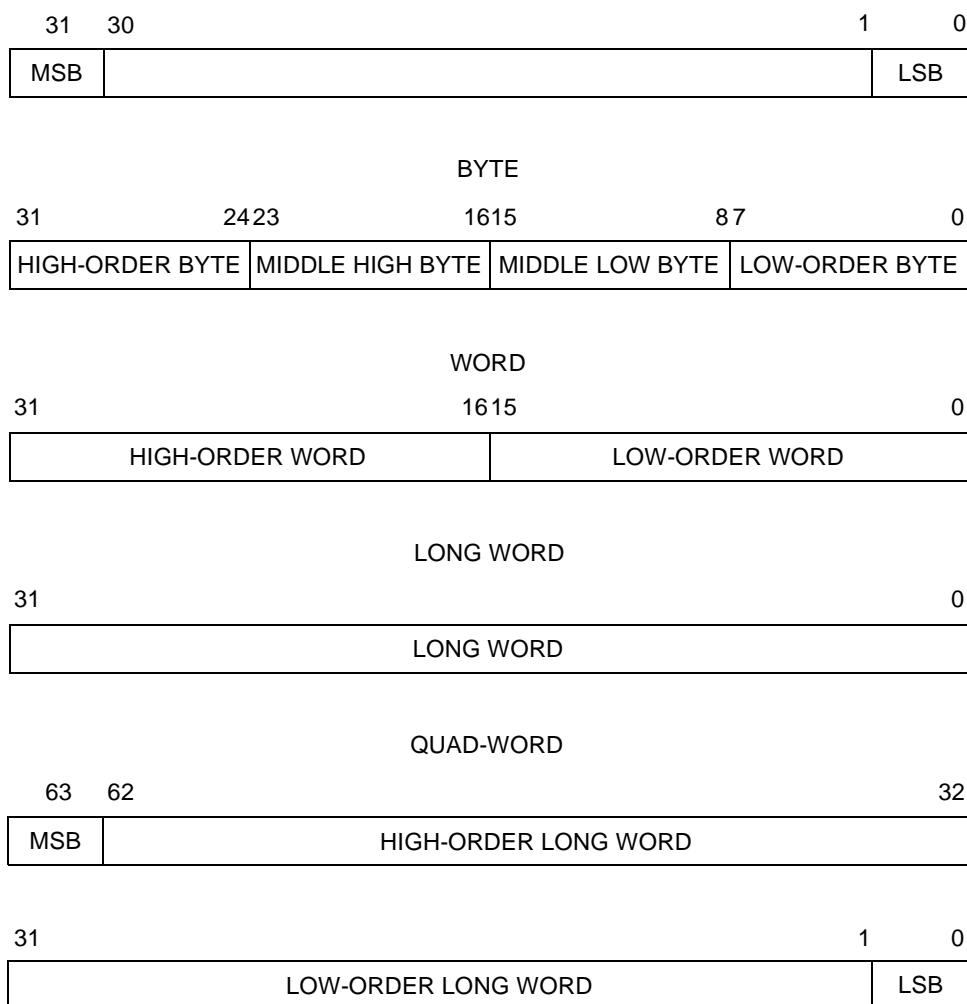 31 30 1 0
MSB LSB
BYTE
31 24 23 16 15 8 7 0
HIGH-ORDER BYTE MIDDLE HIGH BYTE MIDDLE LOW BYTE LOW-ORDER BYTE
WORD
31 16 15 0
HIGH-ORDER WORD LOW-ORDER WORD
LONG WORD
31 0
LONG WORD
QUAD-WORD
63 62 32
MSB HIGH-ORDER LONG WORD
31 1 0
LOW-ORDER LONG WORD LSB